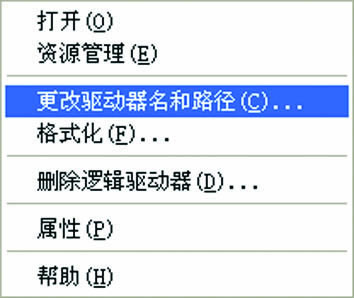 打开(O)
资源管理(E)
更改驱动器名和路径(C)...
格式化(F)...
删除逻辑驱动器(D)...
属性(P)
帮助(H)